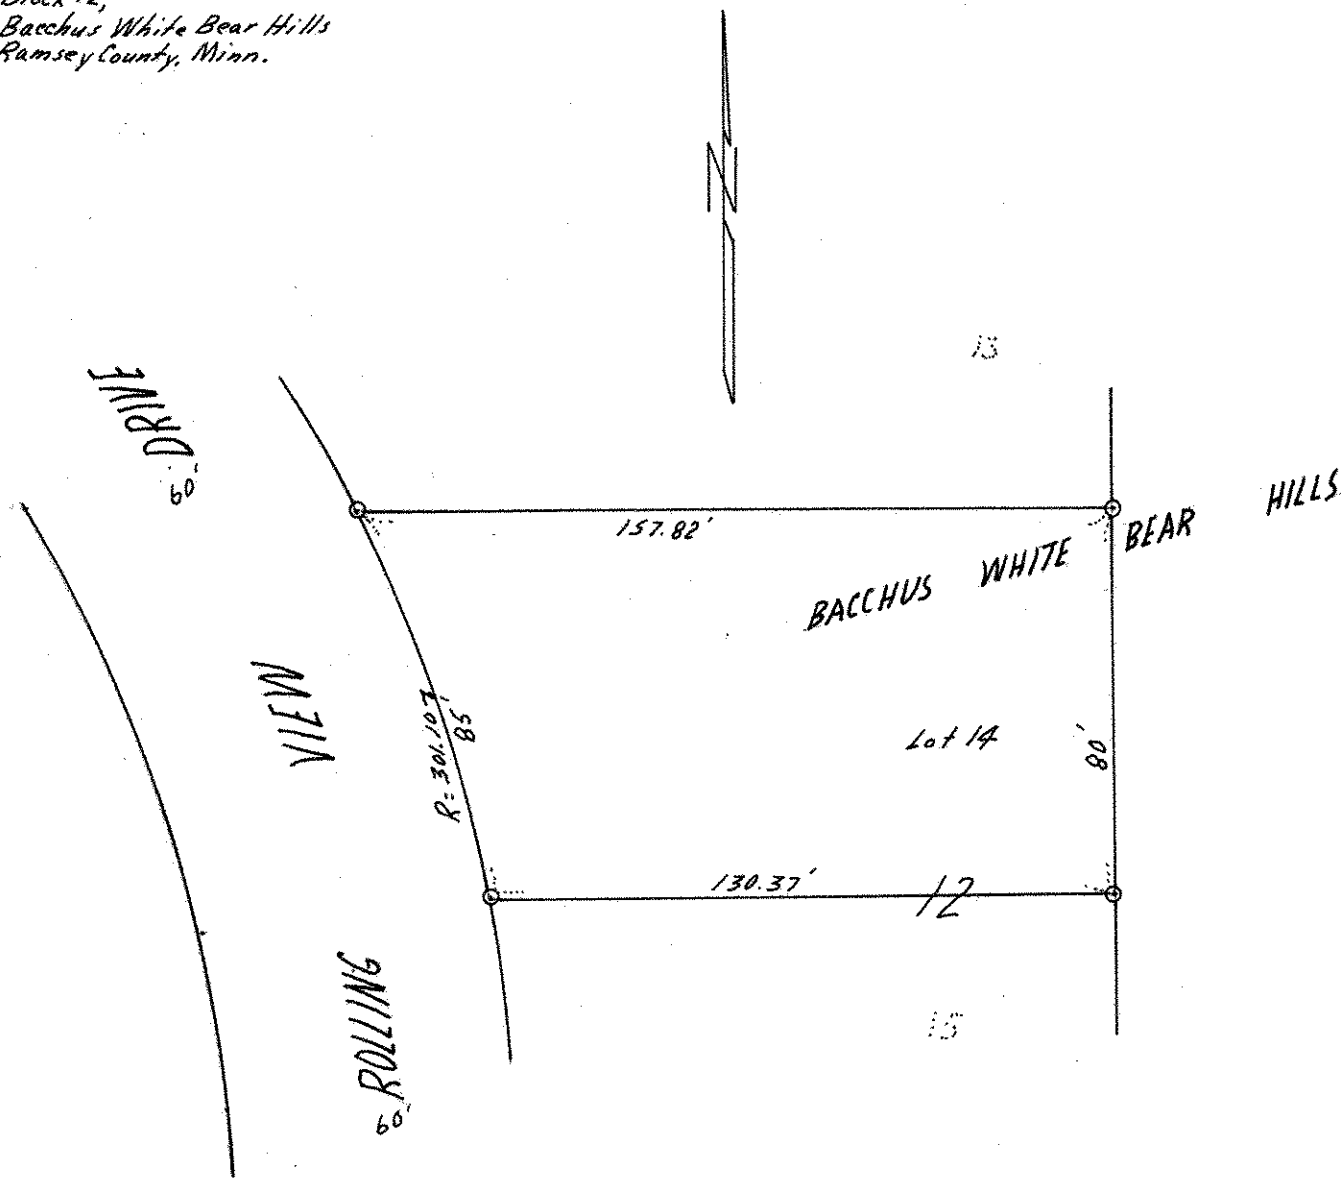 Block 12,
Bacchus White Bear Hills
Ramsey County, Minn.
N
13
DRIVE
60'
157.82'
BACCHUS WHITE BEAR HILLS
VIEW
R= 301.107
85'
Lot 14
80'
130.37'
12
ROLLING
60'
15